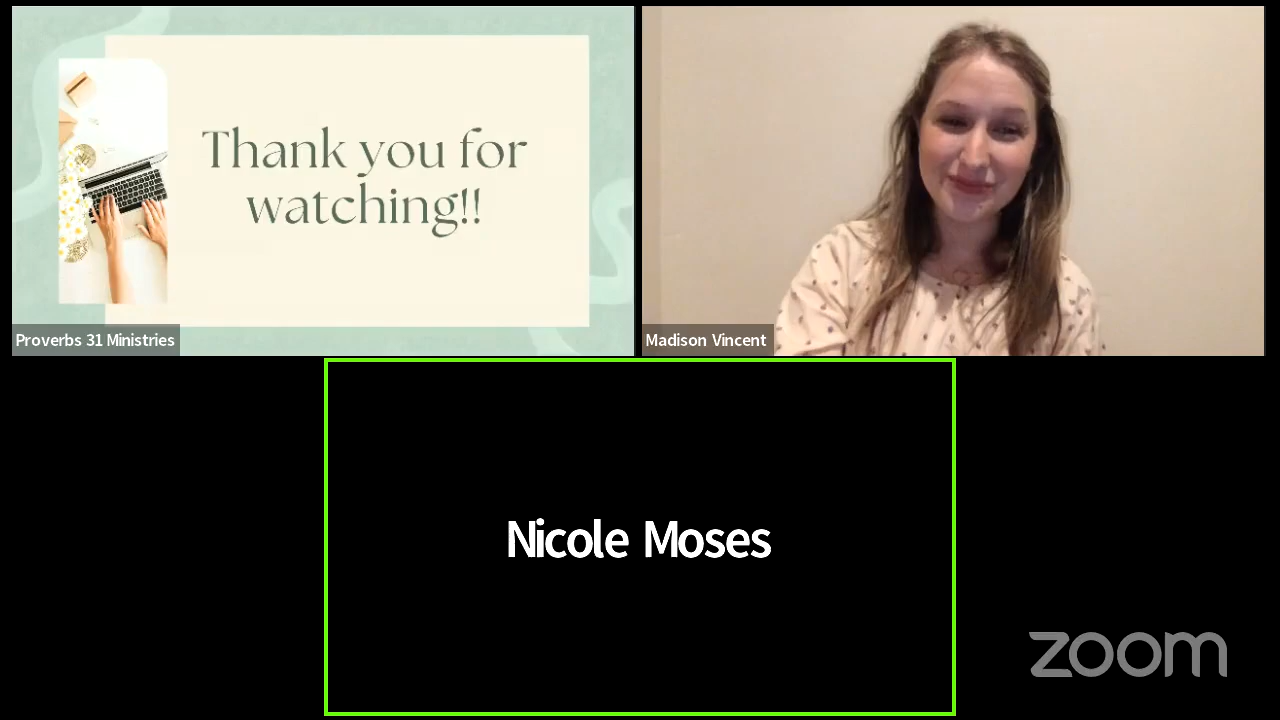 Thank you for
watching!!
Proverbs 31 Ministries
Madison Vincent
Nicole Moses
zoom